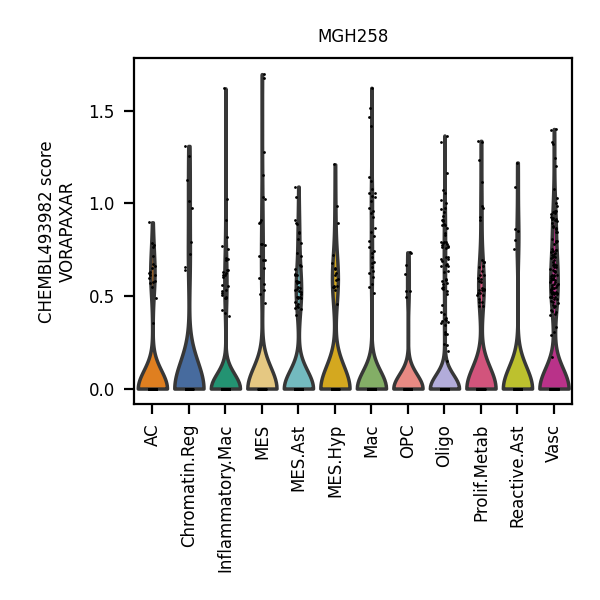 MGH258
CHEMBL493982 score
VORAPAXAR
1.5
1.0
0.5
0.0
AC
Chromatin.Reg
Inflammatory.Mac
MES
MES.Ast
MES.Hyp
Mac
OPC
Oligo
Prolif.Metab
Reactive.Ast
Vasc